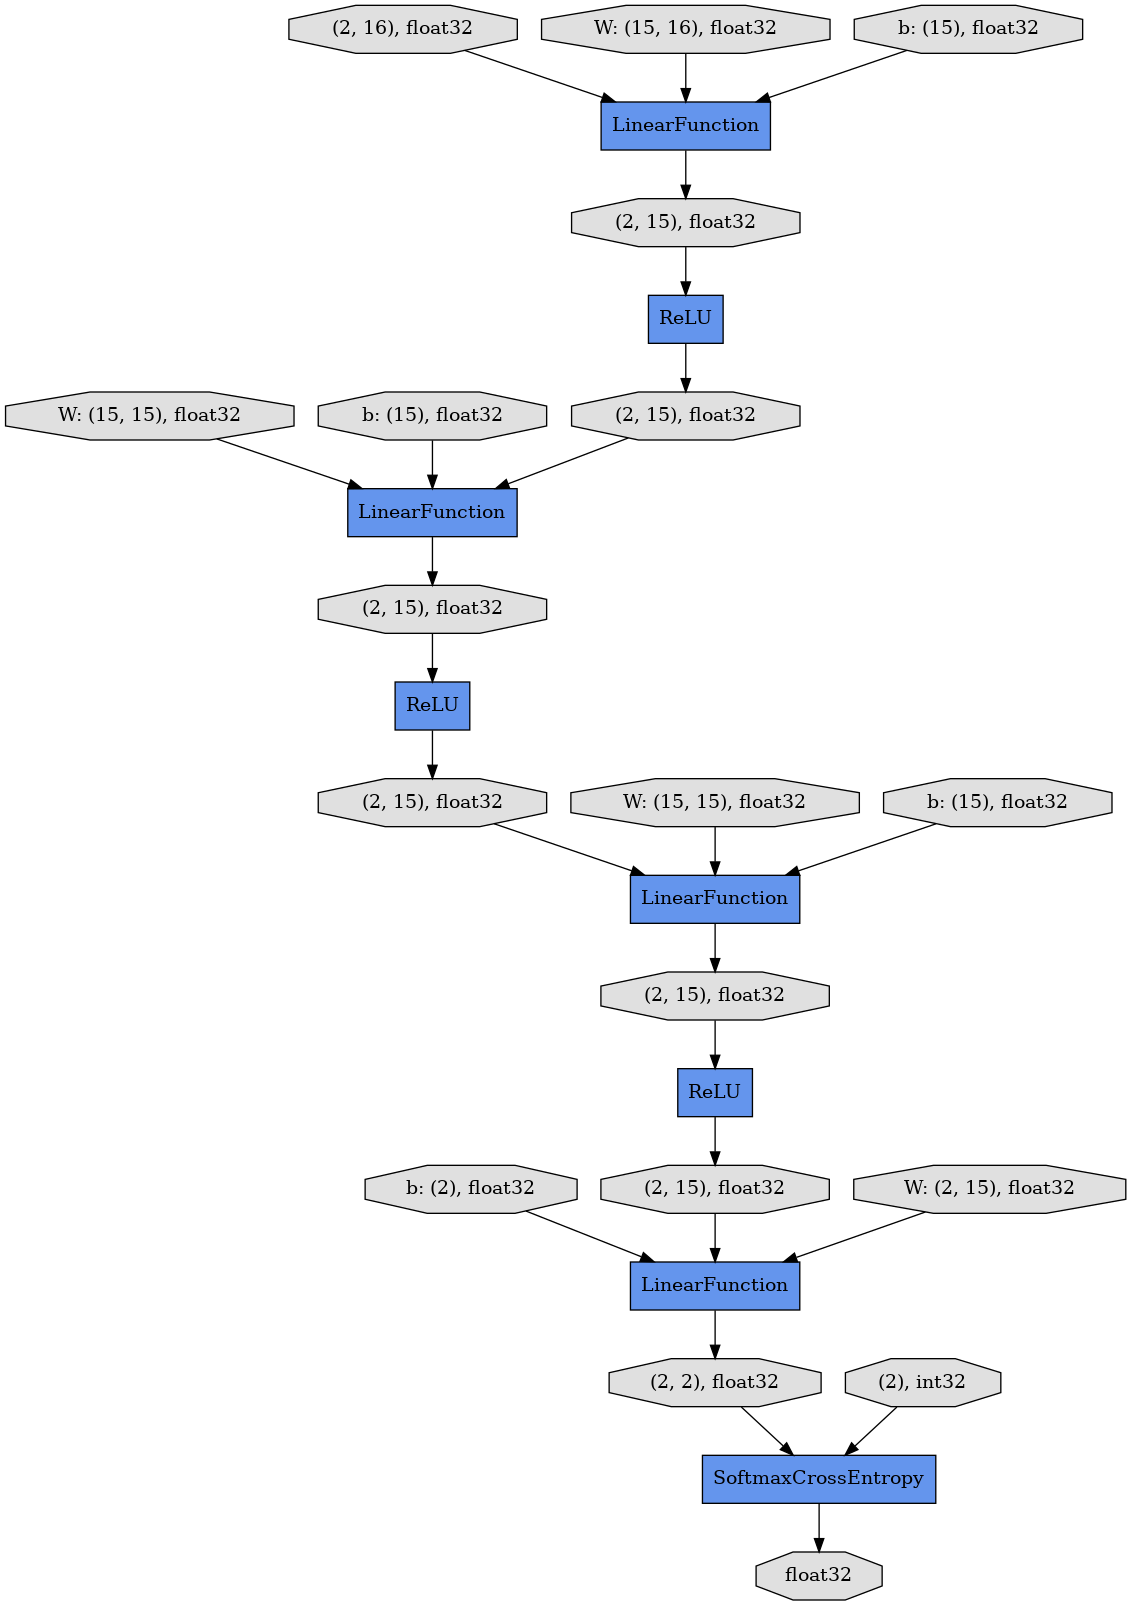 (2, 16), float32
W: (15, 16), float32
b: (15), float32
LinearFunction
(2, 15), float32
ReLU
W: (15, 15), float32
b: (15), float32
(2, 15), float32
LinearFunction
(2, 15), float32
ReLU
(2, 15), float32
W: (15, 15), float32
b: (15), float32
LinearFunction
(2, 15), float32
ReLU
b: (2), float32
(2, 15), float32
W: (2, 15), float32
LinearFunction
(2, 2), float32
(2), int32
SoftmaxCrossEntropy
float32